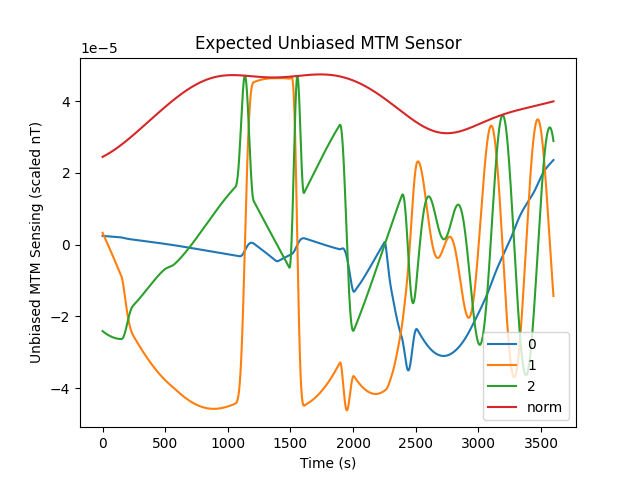 Expected Unbiased MTM Sensor
1e−5
Unbiased MTM Sensing (scaled nT)
4
2
0
−2
−4
0 500 1000 1500 2000 2500 3000 3500
Time (s)
0
1
2
norm